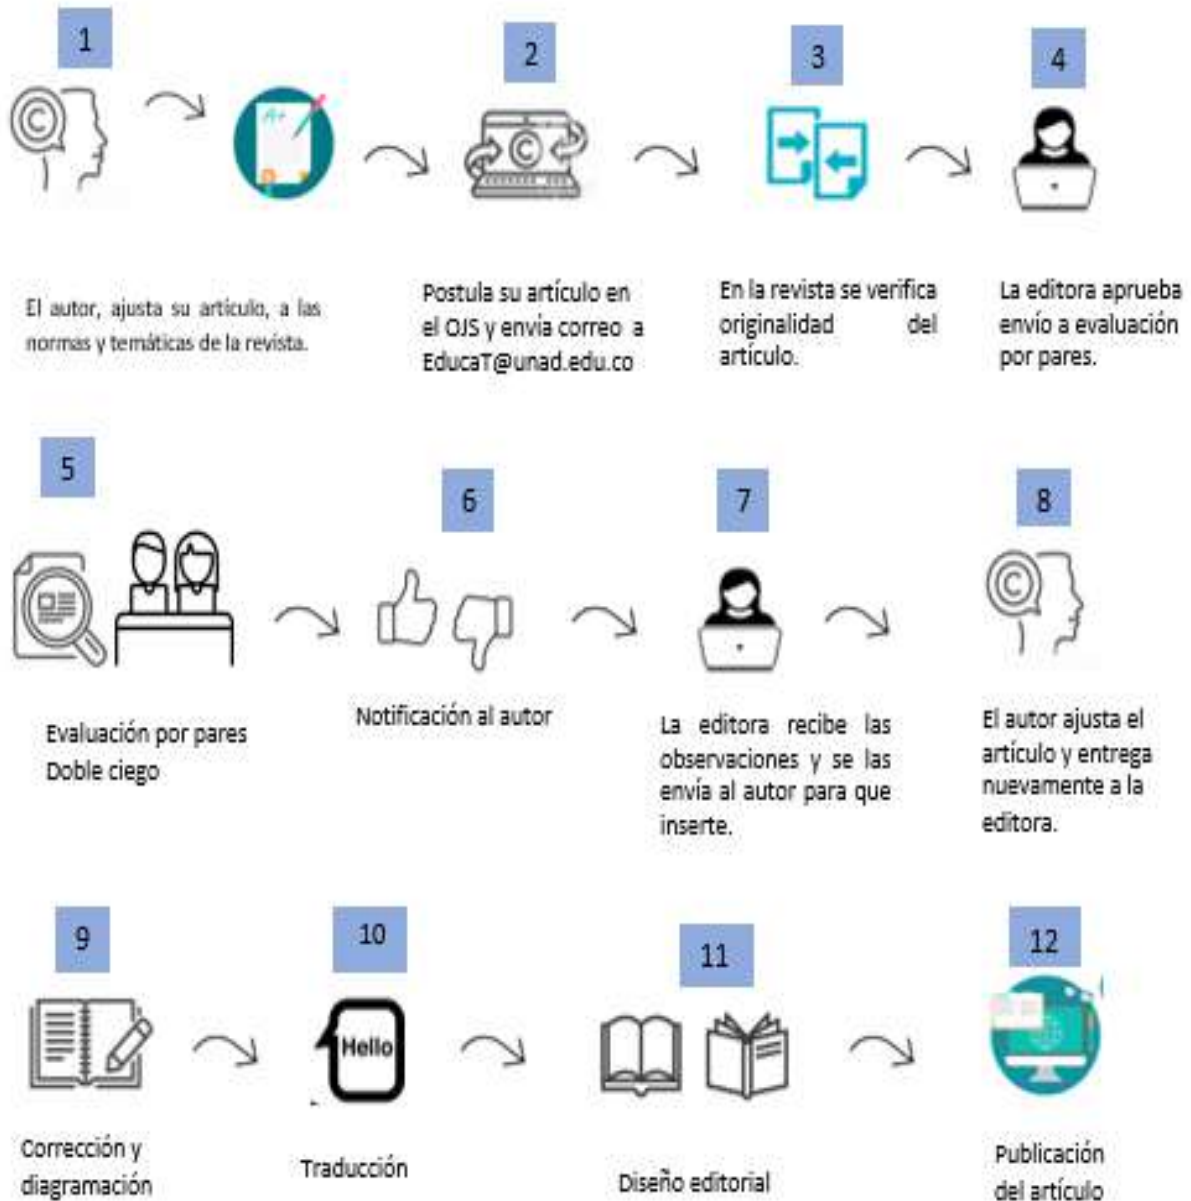 1
2
3
4
A+
C
C
El autor, ajusta su artículo, a las
normas y temáticas de la revista.
Postula su artículo en
el OJS y envía correo a
EducaT@unad.edu.co
En la revista se verifica
originalidad del
artículo.
La editora aprueba
envío a evaluación
por pares.
5
6
7
8
C
Evaluación por pares
Doble ciego
Notificación al autor
La editora recibe las
observaciones y se las
envía al autor para que
inserte.
El autor ajusta el
artículo y entrega
nuevamente a la
editora.
9
10
11
12
Hello
Corrección y
diagramación
Traducción
Diseño editorial
Publicación
del artículo